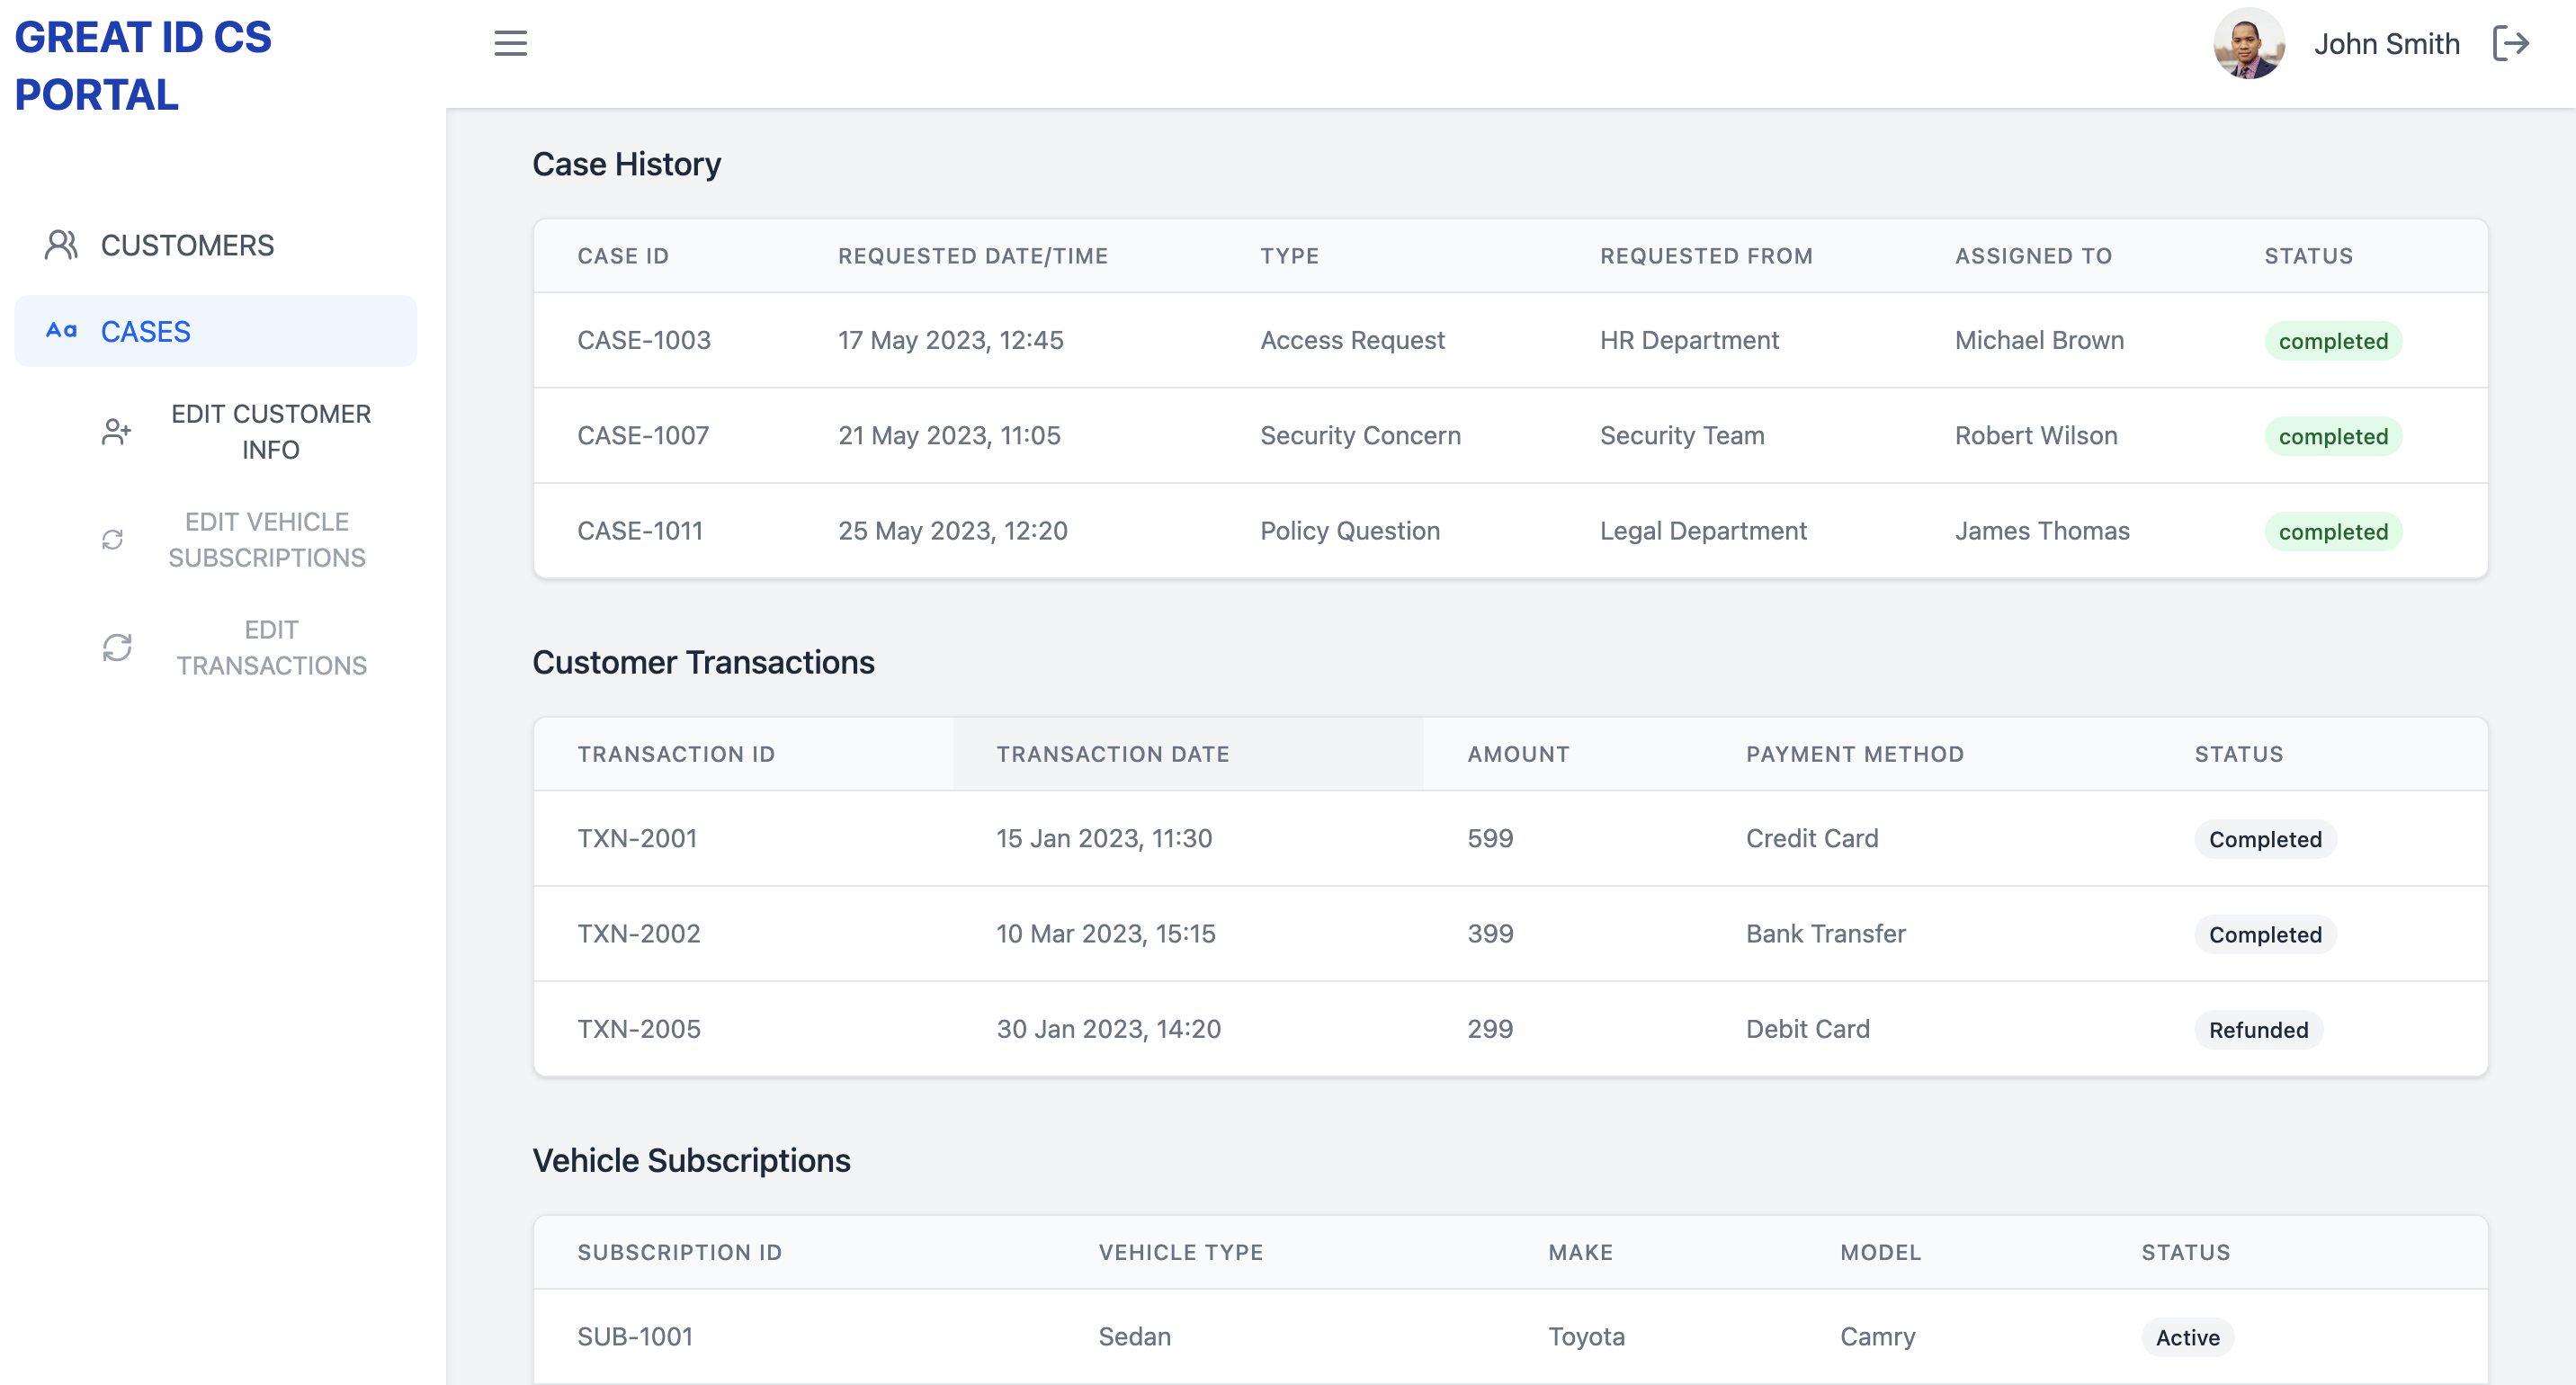 GREAT ID CS
PORTAL
John Smith
CUSTOMERS
Aa CASES
EDIT CUSTOMER
INFO
EDIT VEHICLE
SUBSCRIPTIONS
EDIT
TRANSACTIONS
Case History
CASE ID REQUESTED DATE/TIME TYPE REQUESTED FROM ASSIGNED TO STATUS
CASE-1003 17 May 2023, 12:45 Access Request HR Department Michael Brown completed
CASE-1007 21 May 2023, 11:05 Security Concern Security Team Robert Wilson completed
CASE-1011 25 May 2023, 12:20 Policy Question Legal Department James Thomas completed
Customer Transactions
TRANSACTION ID TRANSACTION DATE AMOUNT PAYMENT METHOD STATUS
TXN-2001 15 Jan 2023, 11:30 599 Credit Card Completed
TXN-2002 10 Mar 2023, 15:15 399 Bank Transfer Completed
TXN-2005 30 Jan 2023, 14:20 299 Debit Card Refunded
Vehicle Subscriptions
SUBSCRIPTION ID VEHICLE TYPE MAKE MODEL STATUS
SUB-1001 Sedan Toyota Camry Active